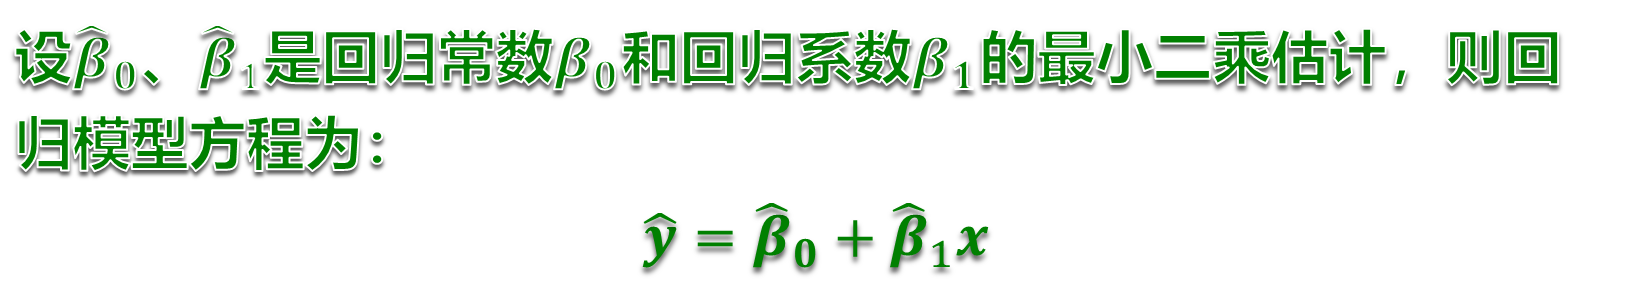 设β̂₀、β̂₁是回归常数β₀和回归系数β₁的最小二乘估计，则回
归模型方程为：
ŷ = β̂₀ + β̂₁x